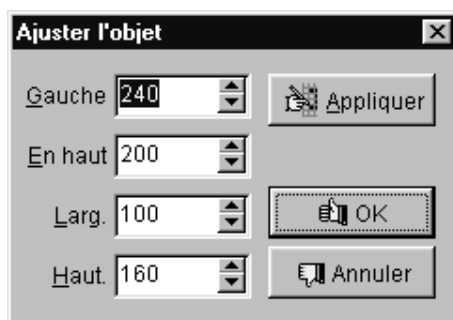 Ajuster l'objet
Gauche 240
Appliquer
En haut 200
Larg. 100
OK
Haut. 160
Annuler